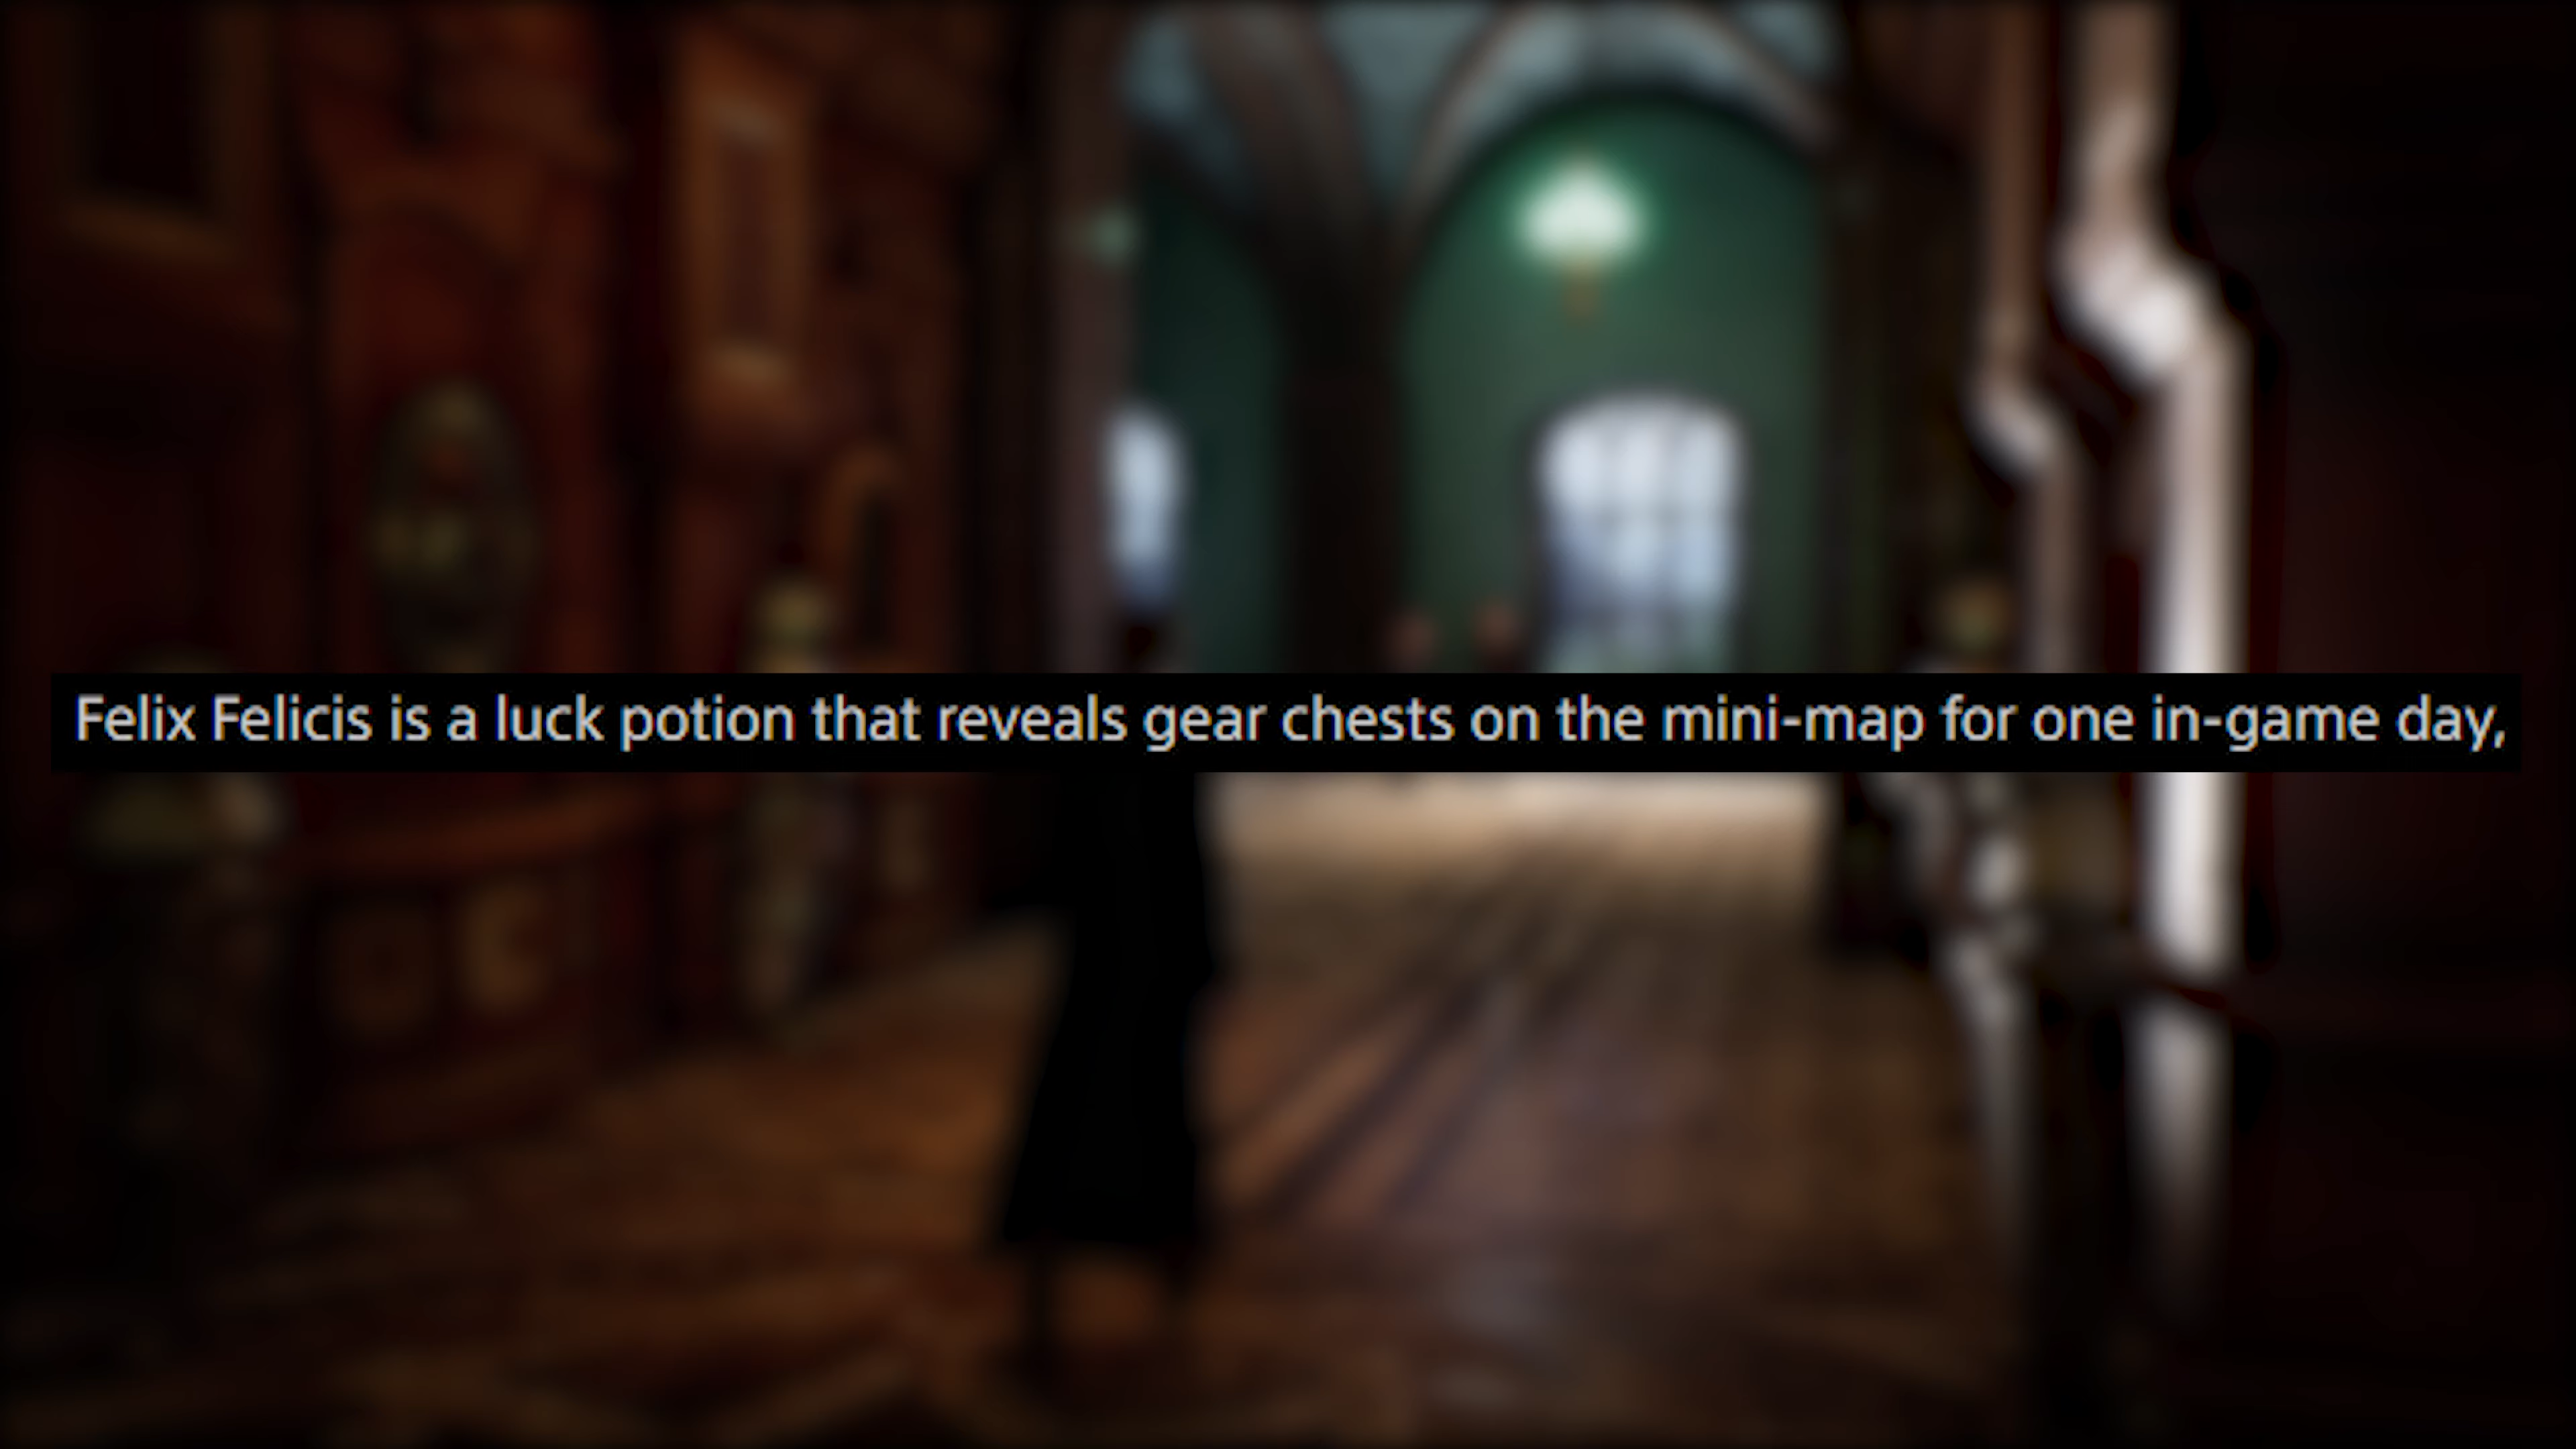 Felix Felicis is a luck potion that reveals gear chests on the mini-map for one in-game day,